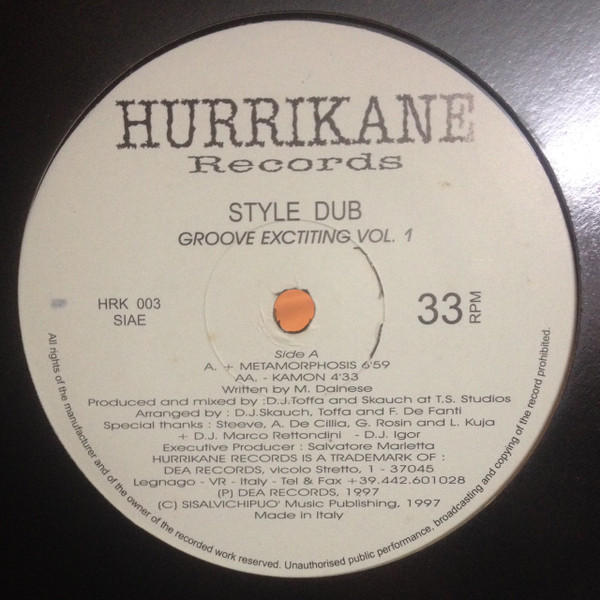 HURRIKANE
Records
STYLE DUB
GROOVE EXCTITING VOL. 1
HRK 003
SIAE
33 RPM
Side A
A. + METAMORPHOSIS 6'59
AA. - KAMON 4'33
Written by M. Dainese
Produced and mixed by :D.J.Toffa and Skauch at T.S. Studios
Arranged by : D.J.Skauch, Toffa and F. De Fanti
Special thanks : Steeve, A. De Cillia, G. Rosin and L. Kuja
+ D.J. Marco Rettondini - D.J. Igor
Executive Producer : Salvatore Marletta
HURRIKANE RECORDS IS A TRADEMARK OF :
DEA RECORDS, vicolo Stretto, 1 - 37045
Legnago - VR - Italy - Tel & Fax +39.442.601028
(P) DEA RECORDS, 1997
(C) SISALVICHIPUO' Music Publishing, 1997
Made in Italy
All rights of the manufacturer and of the owner of the recorded work reserved. Unauthorised public performance, broadcasting and copying of the record prohibited.